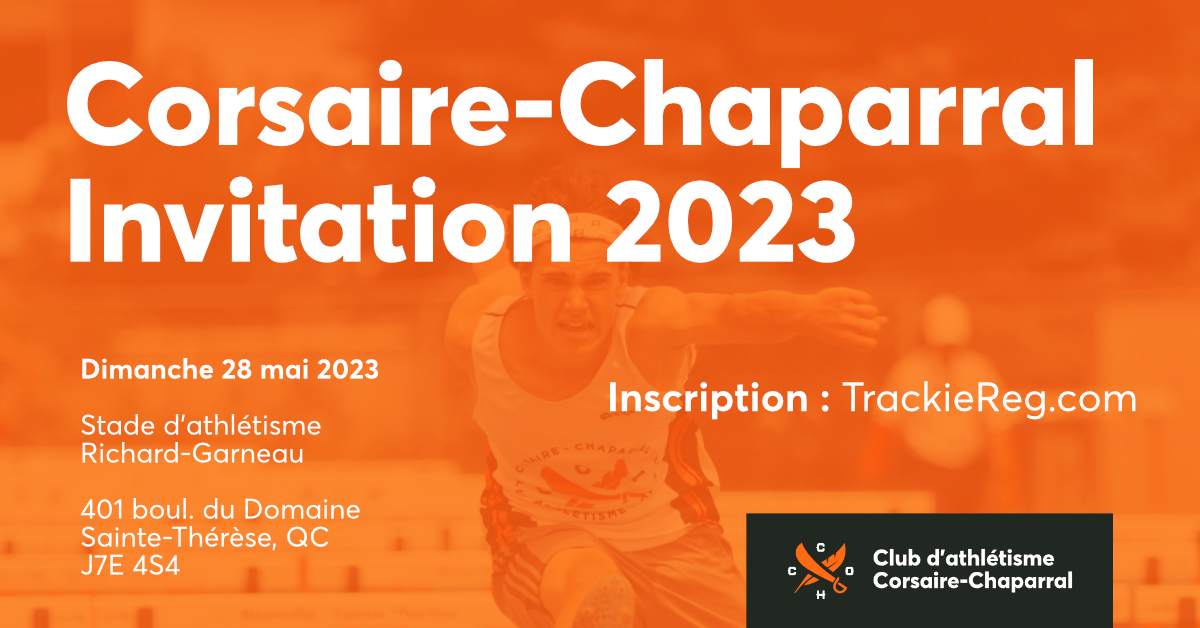 Corsaire-Chaparral
Invitation 2023
Dimanche 28 mai 2023
Stade d'athlétisme
Richard-Garneau
401 boul. du Domaine
Sainte-Thérèse, QC
J7E 4S4
Inscription : TrackieReg.com
C
C O
H
Club d'athlétisme
Corsaire-Chaparral